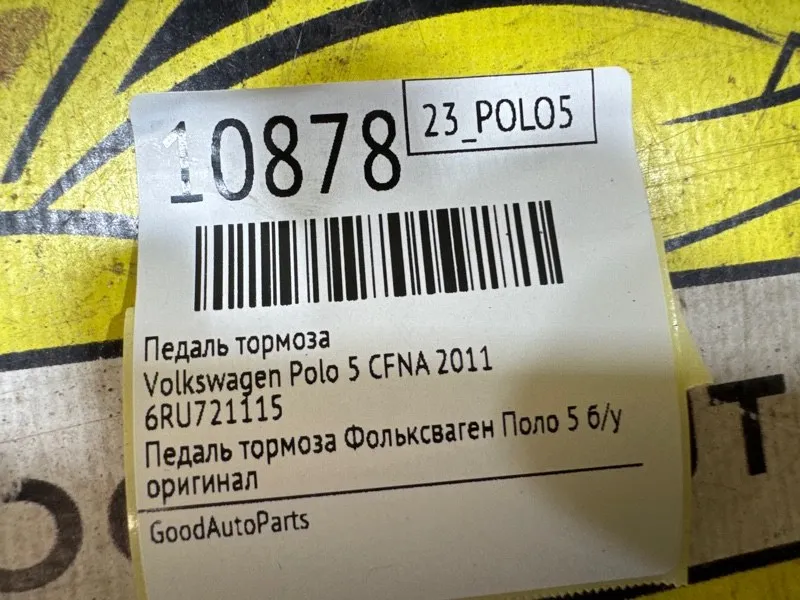 10878
23_POLO5
Педаль тормоза
Volkswagen Polo 5 CFNA 2011
6RU721115
Педаль тормоза Фольксваген Поло 5 б/у
оригинал
GoodAutoParts